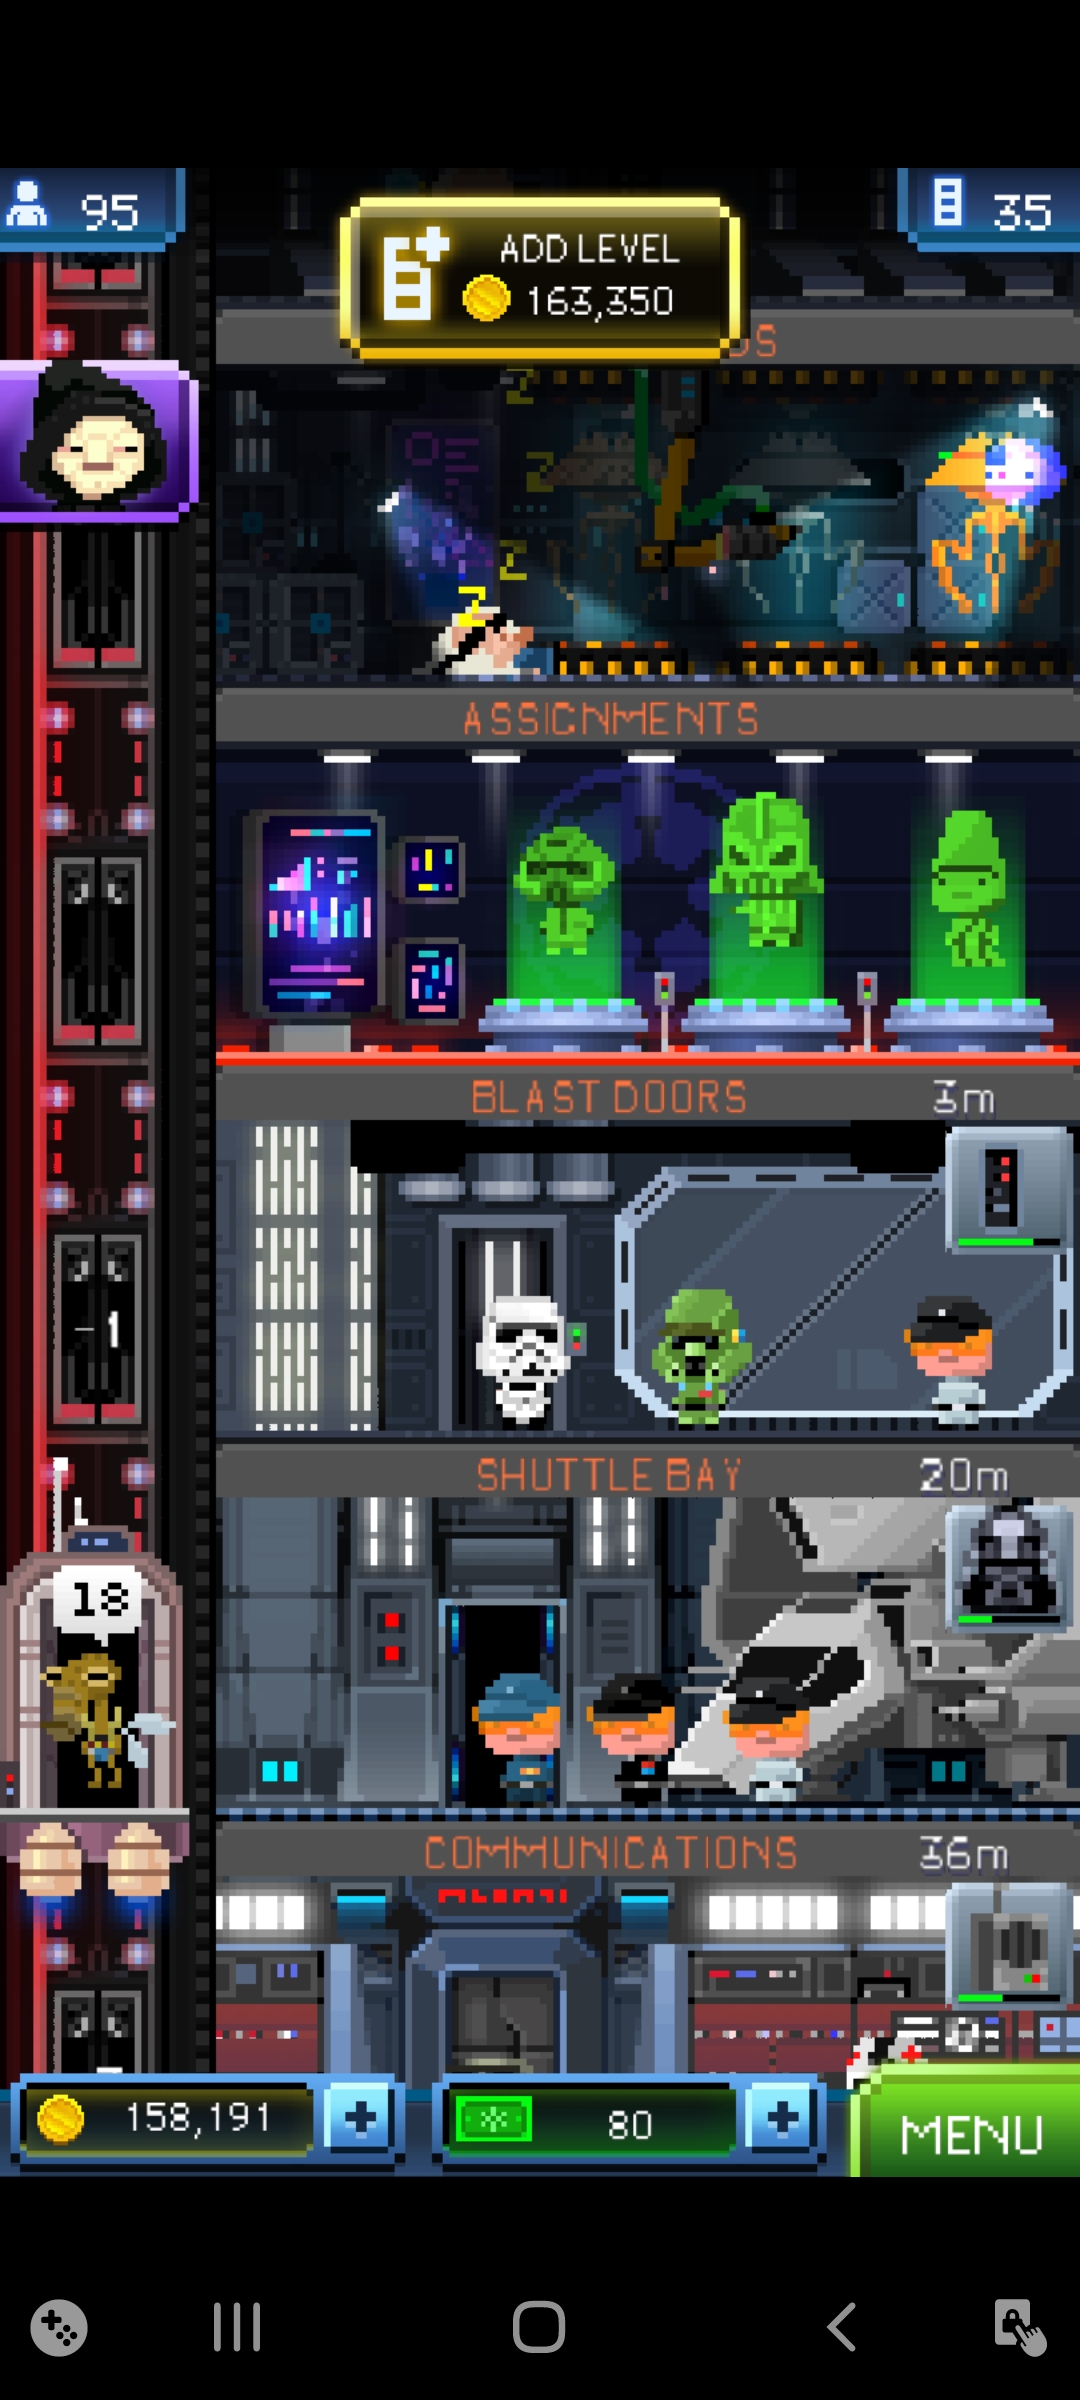 95
ADD LEVEL
163,350
35
ASSIGNMENTS
BLAST DOORS 3m
-1
SHUTTLE BAY 20m
18
COMMUNICATIONS 36m
158,191
80
MENU